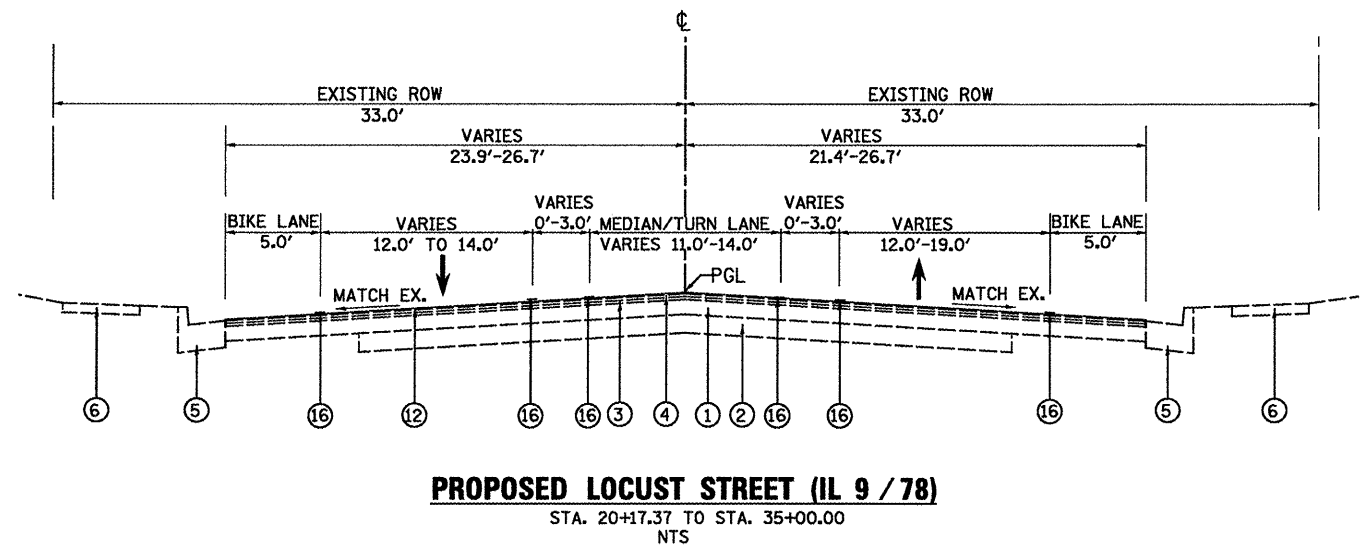 ℄
EXISTING ROW
33.0'
EXISTING ROW
33.0'
VARIES
23.9'-26.7'
VARIES
21.4'-26.7'
BIKE LANE
5.0'
VARIES
12.0' TO 14.0'
VARIES
0'-3.0'
MEDIAN/TURN LANE
VARIES 11.0'-14.0'
VARIES
0'-3.0'
VARIES
12.0'-19.0'
BIKE LANE
5.0'
MATCH EX.
PGL
MATCH EX.
6 5 16 12 16 16 3 4 1 2 16 16 16 5 6
PROPOSED LOCUST STREET (IL 9 / 78)
STA. 20+17.37 TO STA. 35+00.00
NTS